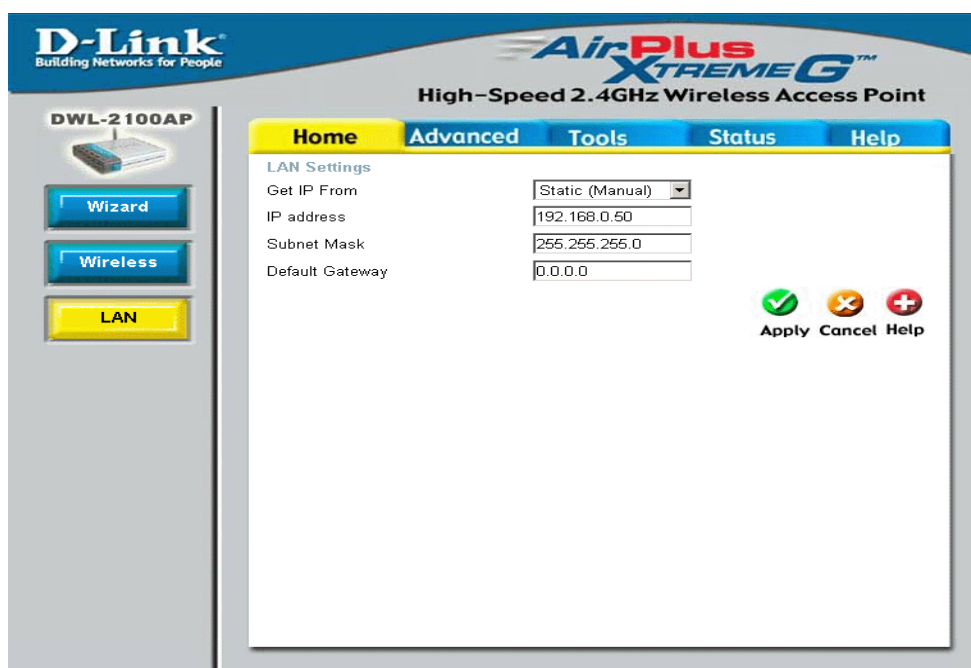 D-Link
Building Networks for People
AirPlus
XTREME G™
High-Speed 2.4GHz Wireless Access Point
DWL-2100AP
Home Advanced Tools Status Help
Wizard
Wireless
LAN
LAN Settings
Get IP From Static (Manual)
IP address 192.168.0.50
Subnet Mask 255.255.255.0
Default Gateway 0.0.0.0
Apply Cancel Help